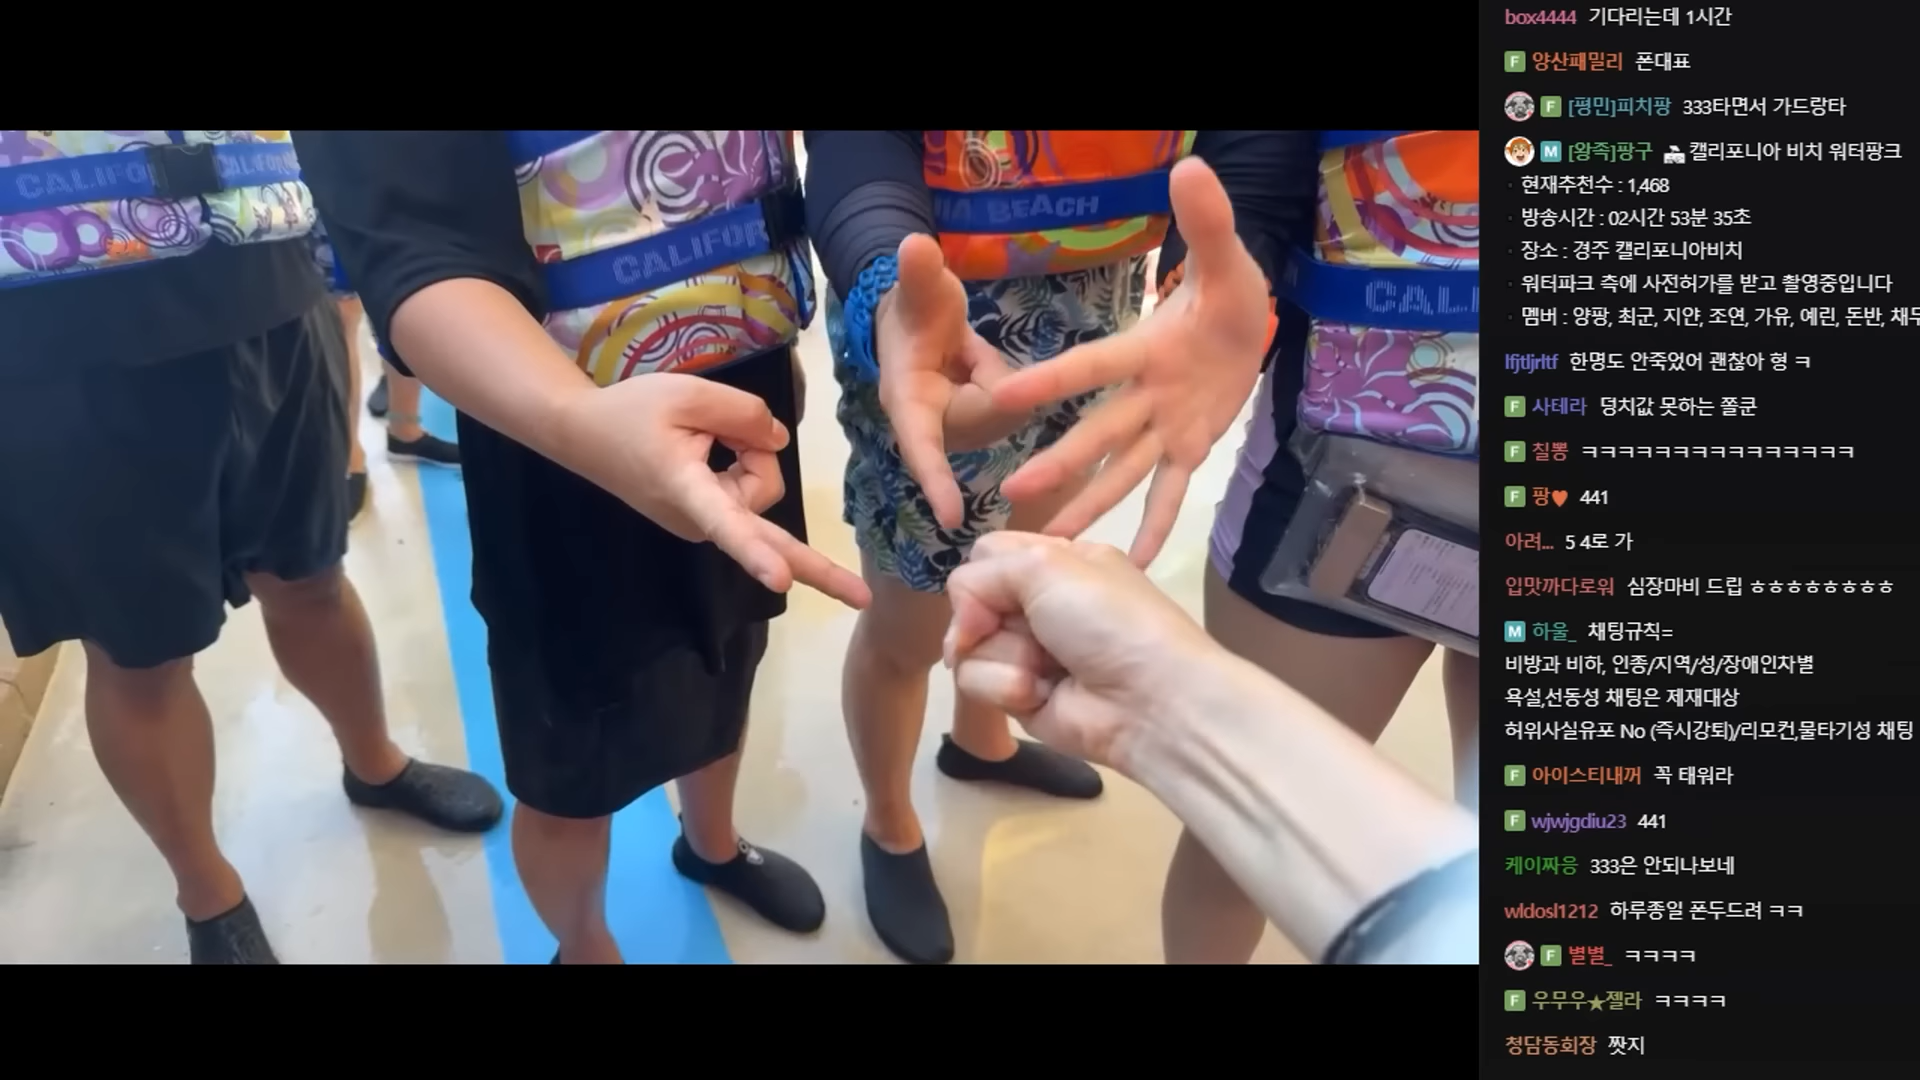 CALIFO
CALIFORN
CALIFOR
NIA BEACH
CALI
box4444 기다리는데 1시간
F 양산패밀리 폰대표
F [평민]피치팡 333타면서 가드랑타
M [왕족]팡구 캘리포니아 비치 워터팡크
· 현재추천수 : 1,468
· 방송시간 : 02시간 53분 35초
· 장소 : 경주 캘리포니아비치
· 워터파크 측에 사전허가를 받고 촬영중입니다
· 멤버 : 양팡, 최군, 지얀, 조연, 가유, 예린, 돈반, 채우
lfjtljrltf 한명도 안죽었어 괜찮아 형 ㅋ
F 사테라 덩치값 못하는 쫄쿤
F 칠뽕 ㅋㅋㅋㅋㅋㅋㅋㅋㅋㅋㅋㅋㅋㅋㅋ
F 팡♥ 441
아려... 5 4로 가
입맛까다로워 심장마비 드립 ㅎㅎㅎㅎㅎㅎㅎㅎ
M 하울_ 채팅규칙=
비방과 비하, 인종/지역/성/장애인차별
욕설,선동성 채팅은 제재대상
허위사실유포 No (즉시강퇴)/리모컨,물타기성 채팅
F 아이스티내꺼 꼭 태워라
F wjwjgdiu23 441
케이짜응 333은 안되나보네
wldosl1212 하루종일 폰두드려 ㅋㅋ
F 별별_ ㅋㅋㅋㅋ
F 우무우★젤라 ㅋㅋㅋㅋ
청담동회장 짯지